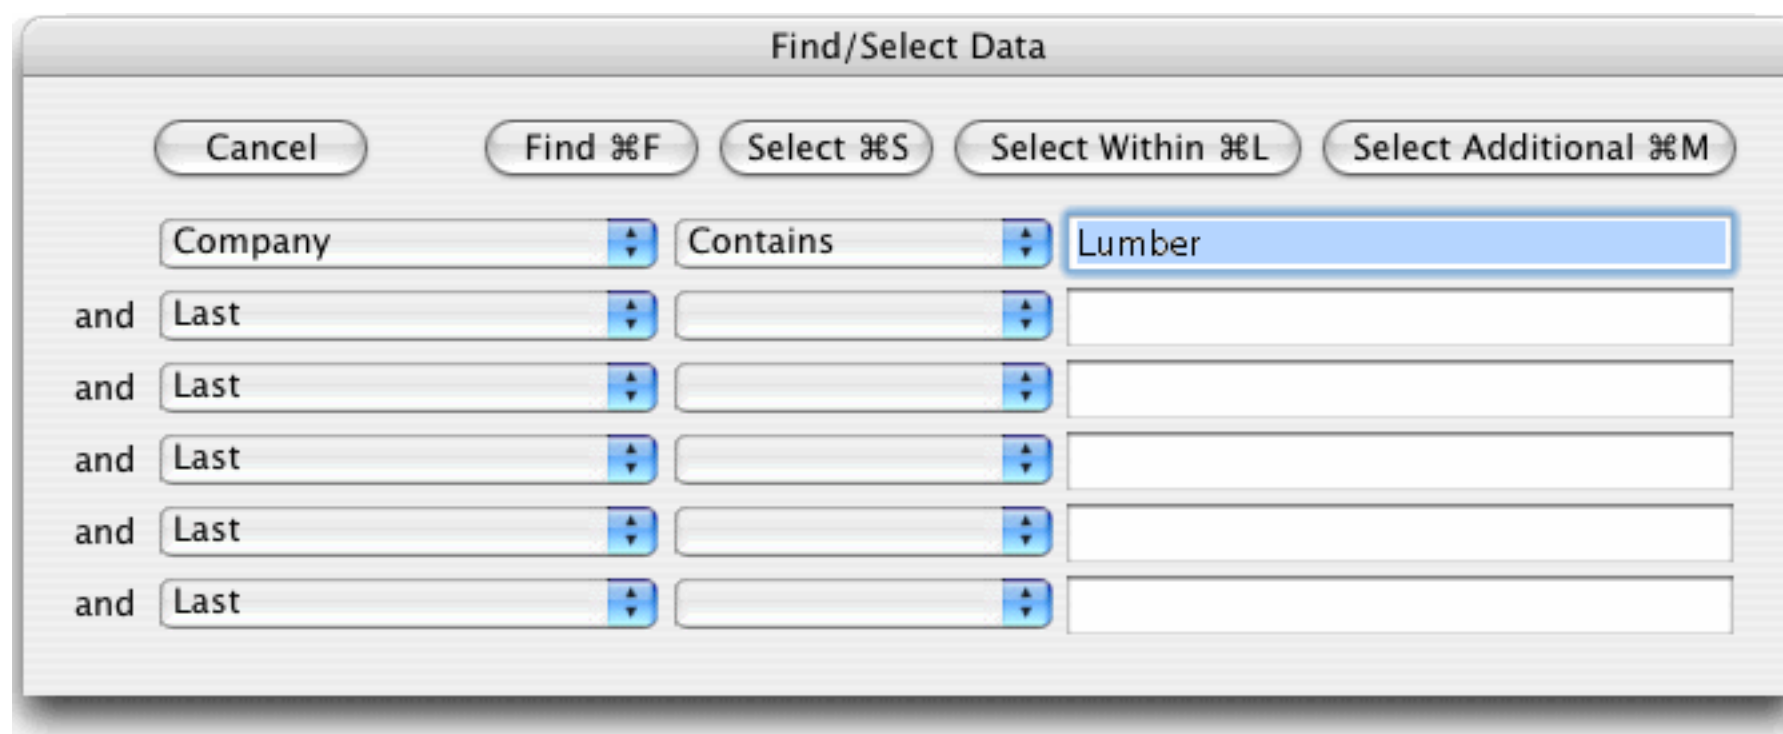 Find/Select Data
Cancel Find ⌘F Select ⌘S Select Within ⌘L Select Additional ⌘M
Company Contains Lumber
and Last
and Last
and Last
and Last
and Last